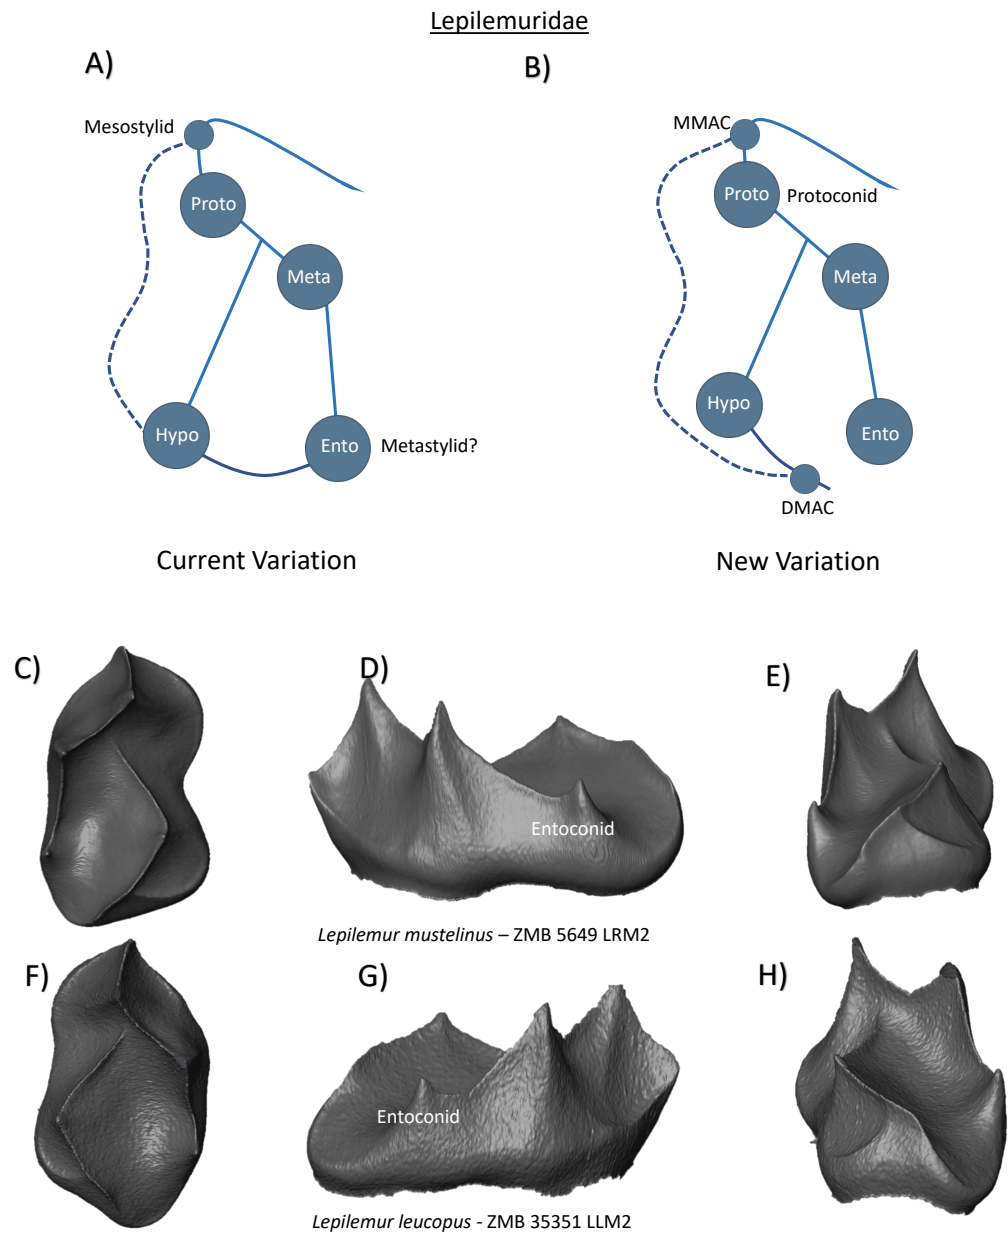 Lepilemuridae
A)
B)
Mesostylid
MMAC
Proto
Proto
Protoconid
Meta
Meta
Hypo
Hypo
Ento
Metastylid?
Ento
DMAC
Current Variation
New Variation
C)
D)
E)
Entoconid
Lepilemur mustelinus – ZMB 5649 LRM2
F)
G)
H)
Entoconid
Lepilemur leucopus - ZMB 35351 LLM2